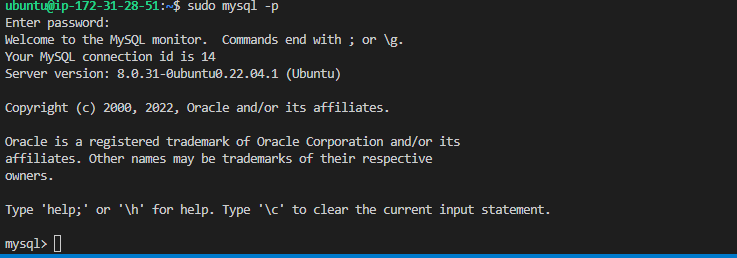 ubuntu@ip-172-31-28-51:~$ sudo mysql -p
Enter password:
Welcome to the MySQL monitor.  Commands end with ; or \g.
Your MySQL connection id is 14
Server version: 8.0.31-0ubuntu0.22.04.1 (Ubuntu)
Copyright (c) 2000, 2022, Oracle and/or its affiliates.
Oracle is a registered trademark of Oracle Corporation and/or its
affiliates. Other names may be trademarks of their respective
owners.
Type 'help;' or '\h' for help. Type '\c' to clear the current input statement.
mysql>